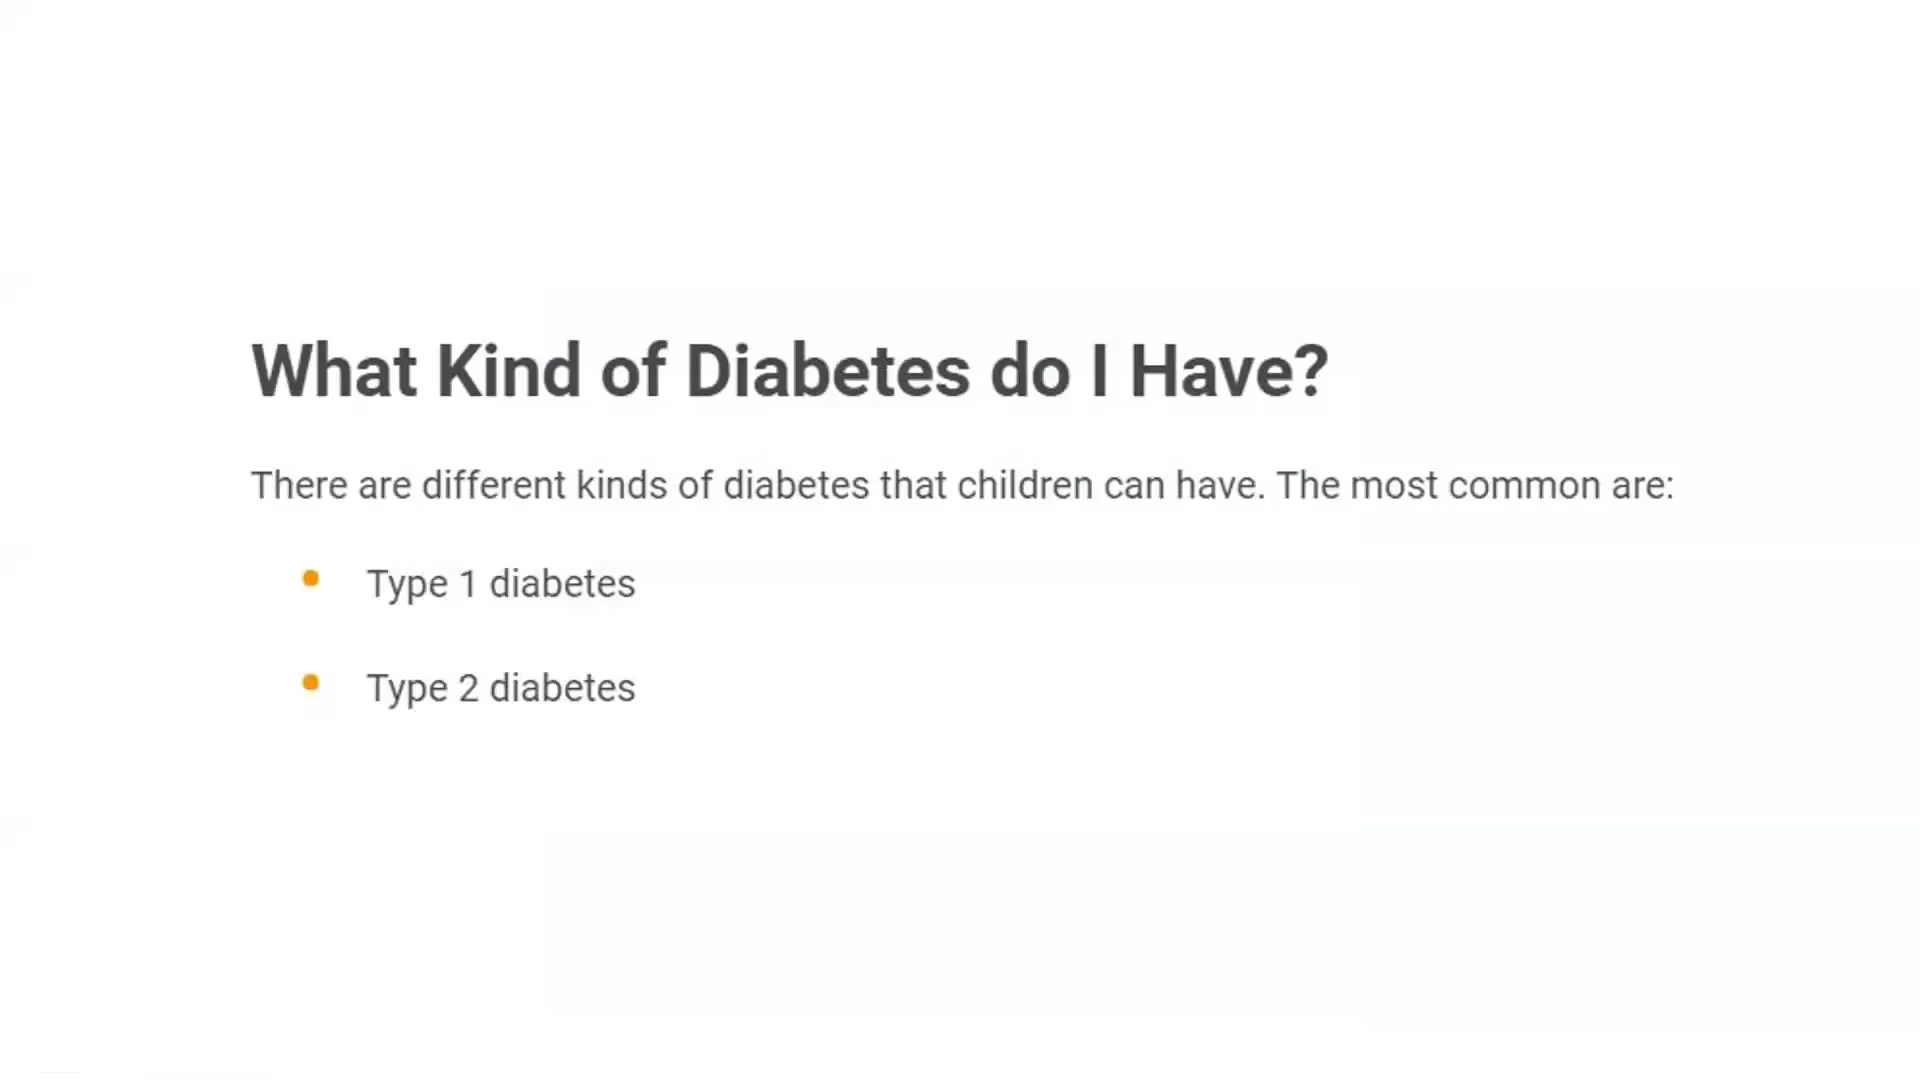 What Kind of Diabetes do I Have?
There are different kinds of diabetes that children can have. The most common are:
• Type 1 diabetes
• Type 2 diabetes